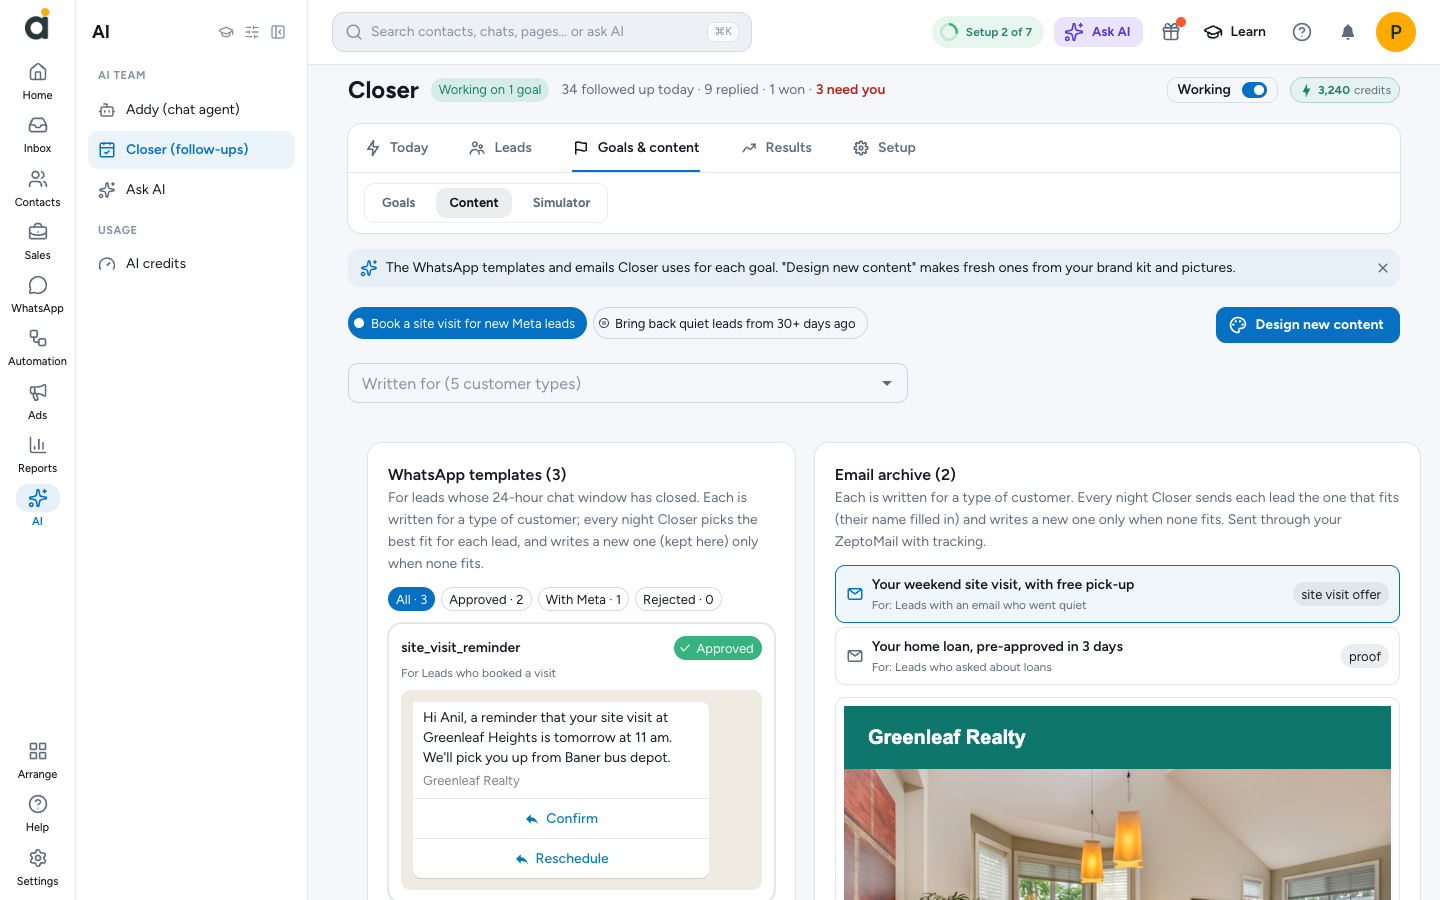 Search contacts, chats, pages... or ask AI
⌘K
Setup 2 of 7
Ask AI
Learn
P
Home
Inbox
Contacts
Sales
WhatsApp
Automation
Ads
Reports
AI
Arrange
Help
Settings
AI
AI TEAM
Addy (chat agent)
Closer (follow-ups)
Ask AI
USAGE
AI credits
Closer
Working on 1 goal
34 followed up today · 9 replied · 1 won · 3 need you
Working
3,240 credits
Today
Leads
Goals & content
Results
Setup
Goals
Content
Simulator
The WhatsApp templates and emails Closer uses for each goal. "Design new content" makes fresh ones from your brand kit and pictures.
Book a site visit for new Meta leads
Bring back quiet leads from 30+ days ago
Design new content
Written for (5 customer types)
WhatsApp templates (3)
For leads whose 24-hour chat window has closed. Each is
written for a type of customer; every night Closer picks the
best fit for each lead, and writes a new one (kept here) only
when none fits.
All · 3
Approved · 2
With Meta · 1
Rejected · 0
site_visit_reminder
Approved
For Leads who booked a visit
Hi Anil, a reminder that your site visit at
Greenleaf Heights is tomorrow at 11 am.
We'll pick you up from Baner bus depot.
Greenleaf Realty
Confirm
Reschedule
Email archive (2)
Each is written for a type of customer. Every night Closer sends each lead the one that fits
(their name filled in) and writes a new one only when none fits. Sent through your
ZeptoMail with tracking.
Your weekend site visit, with free pick-up
For: Leads with an email who went quiet
site visit offer
Your home loan, pre-approved in 3 days
For: Leads who asked about loans
proof
Greenleaf Realty